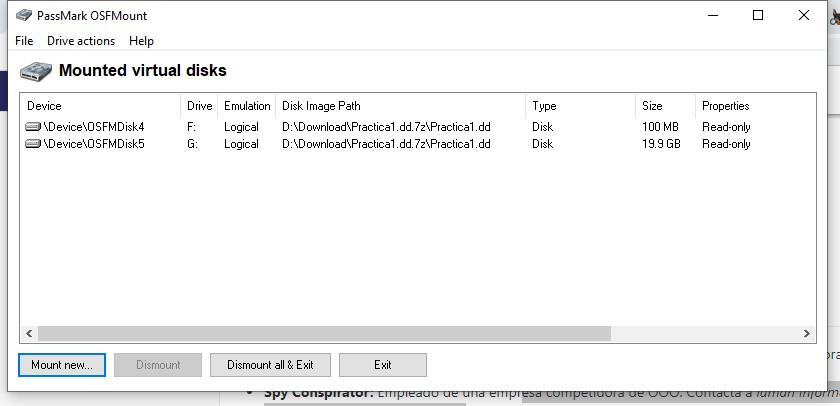 PassMark OSFMount
File Drive actions Help
Mounted virtual disks
Device Drive Emulation Disk Image Path Type Size Properties
\Device\OSFMDisk4 F: Logical D:\Download\Practica1.dd.7z\Practica1.dd Disk 100 MB Read-only
\Device\OSFMDisk5 G: Logical D:\Download\Practica1.dd.7z\Practica1.dd Disk 19.9 GB Read-only
Mount new... Dismount Dismount all & Exit Exit
Spy Conspirator: Empleado de una empresa competidora de OOO. Contacta a